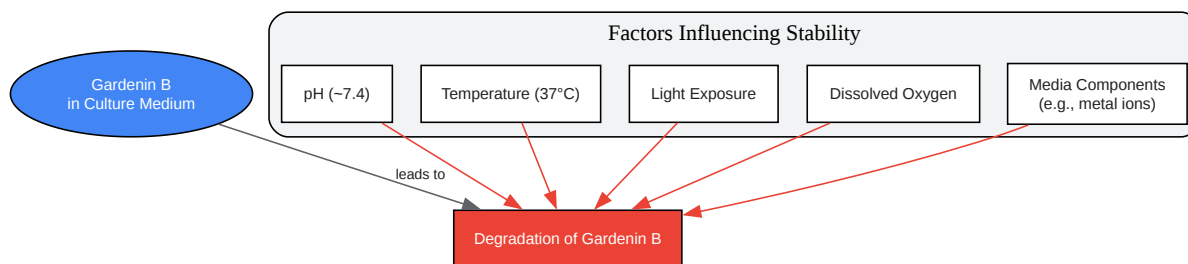 Factors Influencing Stability
Gardenin B
in Culture Medium
pH (~7.4)
Temperature (37°C)
Light Exposure
Dissolved Oxygen
Media Components
(e.g., metal ions)
leads to
Degradation of Gardenin B